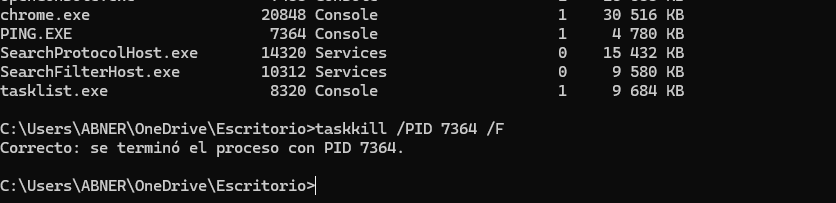 chrome.exe 20848 Console 1 30 516 KB
PING.EXE 7364 Console 1 4 780 KB
SearchProtocolHost.exe 14320 Services 0 15 432 KB
SearchFilterHost.exe 10312 Services 0 9 580 KB
tasklist.exe 8320 Console 1 9 684 KB
C:\Users\ABNER\OneDrive\Escritorio>taskkill /PID 7364 /F
Correcto: se terminó el proceso con PID 7364.
C:\Users\ABNER\OneDrive\Escritorio>